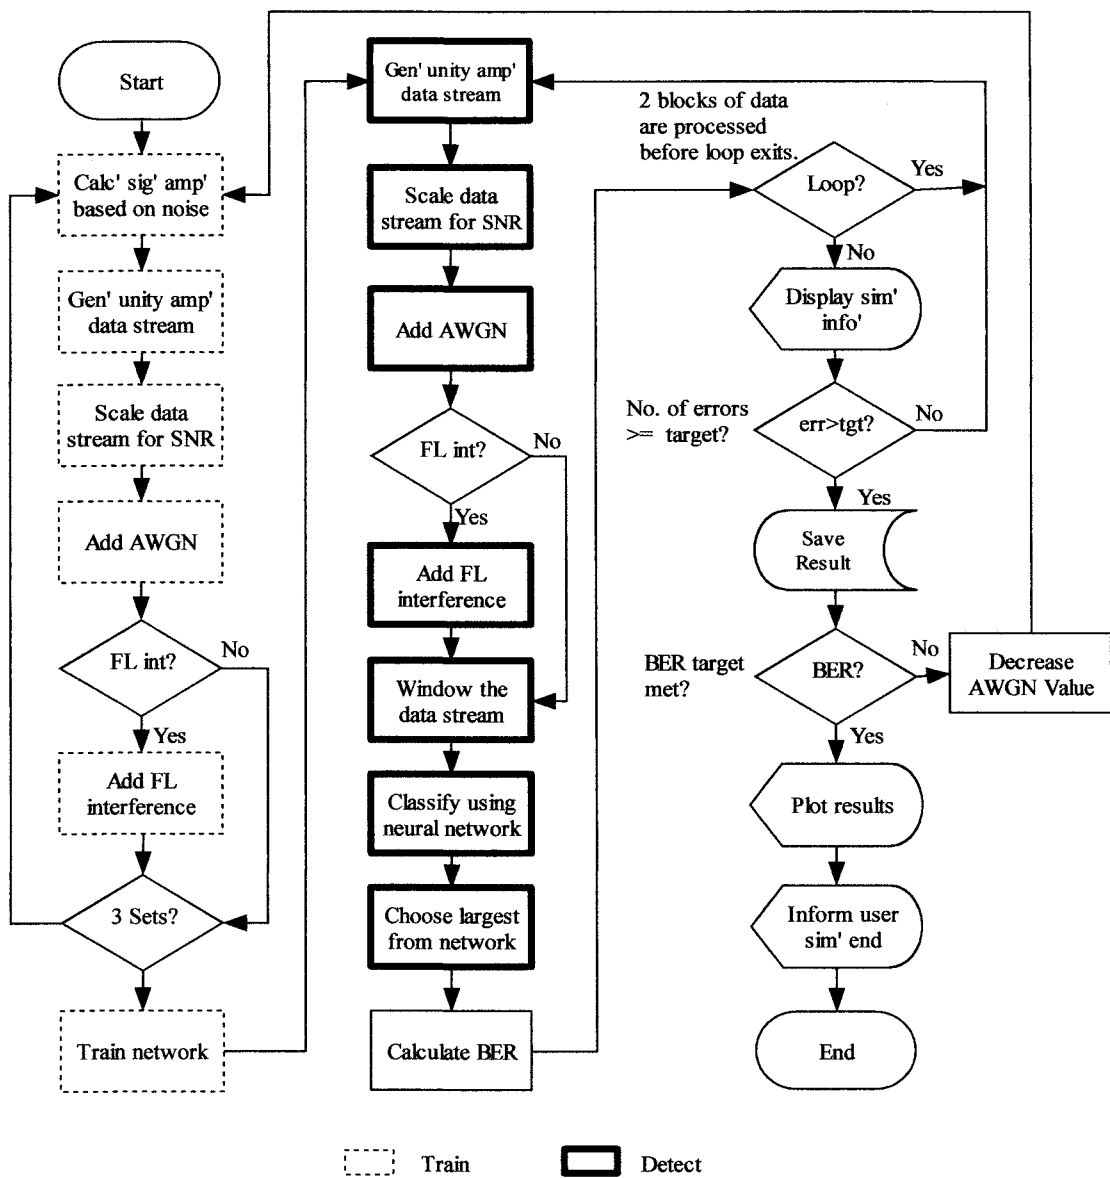 Start
Calc' sig' amp'
based on noise
Gen' unity amp'
data stream
Scale data
stream for SNR
Add AWGN
FL int?
No
Yes
Add FL
interference
3 Sets?
Train network
Gen' unity amp'
data stream
Scale data
stream for SNR
Add AWGN
FL int?
No
Yes
Add FL
interference
Window the
data stream
Classify using
neural network
Choose largest
from network
Calculate BER
2 blocks of data
are processed
before loop exits.
Loop?
Yes
No
Display sim'
info'
No. of errors
>= target?
err>tgt?
No
Yes
Save
Result
BER target
met?
BER?
No
Decrease
AWGN Value
Yes
Plot results
Inform user
sim' end
End
Train
Detect